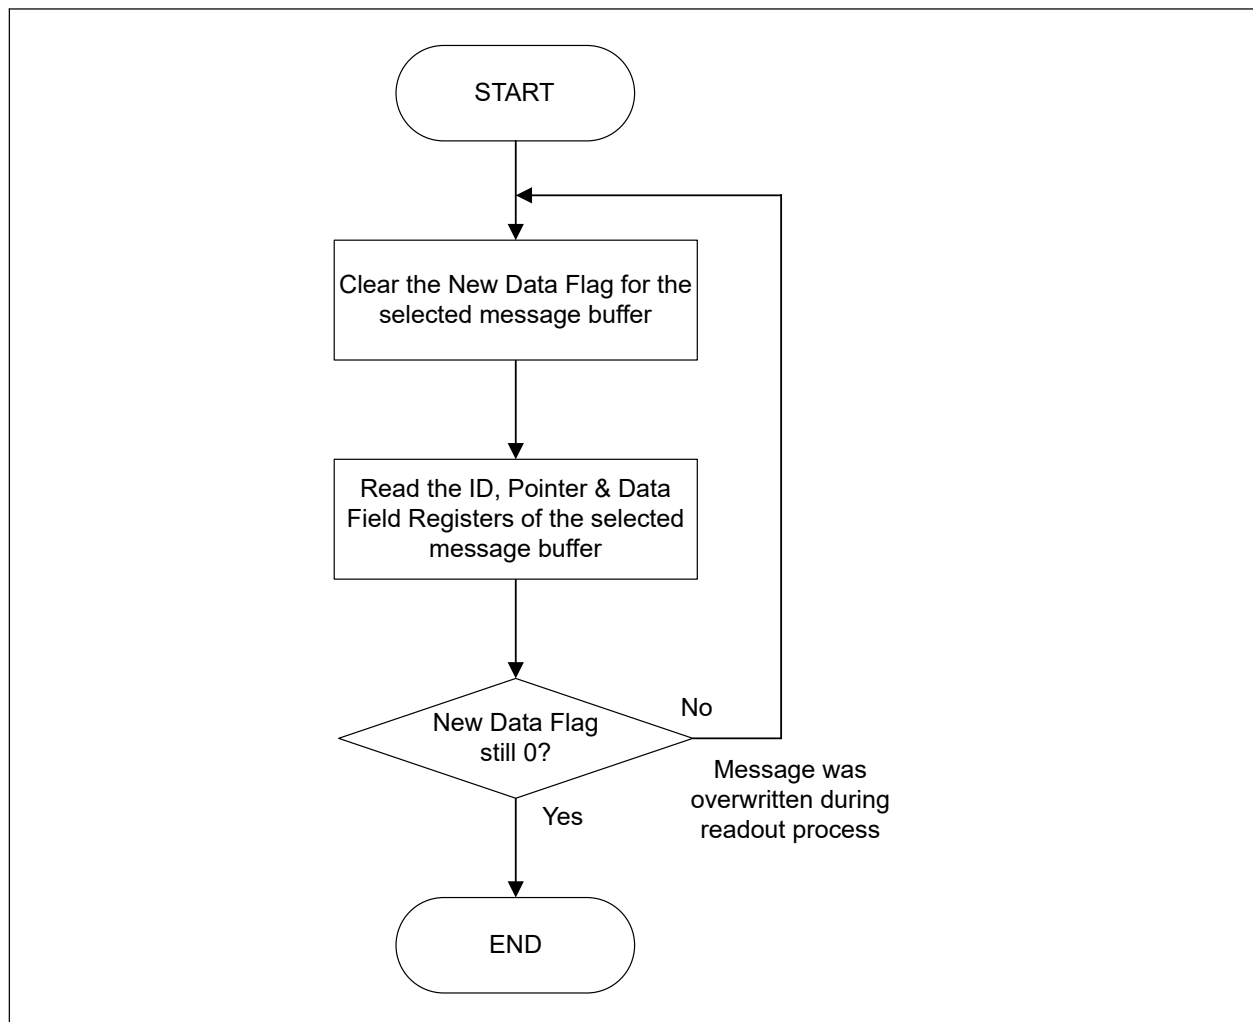 START
Clear the New Data Flag for the
selected message buffer
Read the ID, Pointer & Data
Field Registers of the selected
message buffer
New Data Flag
still 0?
No
Message was
overwritten during
readout process
Yes
END